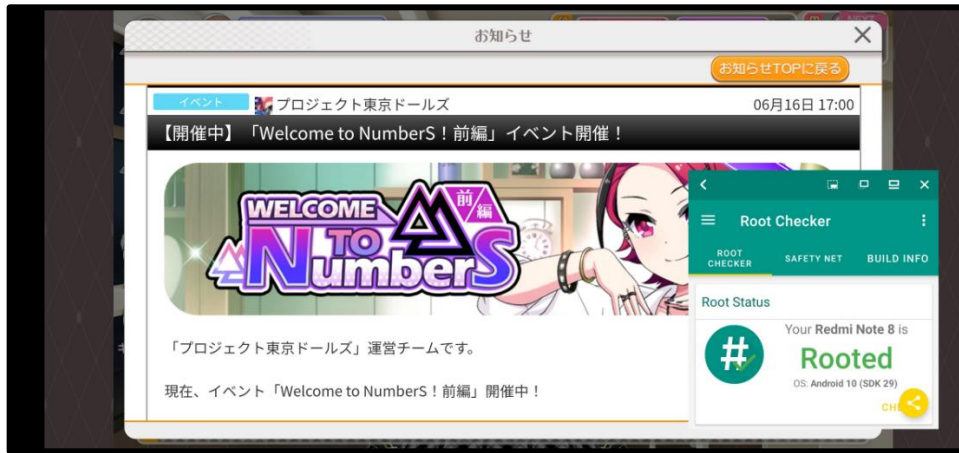 お知らせ
お知らせTOPに戻る
イベント
プロジェクト東京ドールズ
06月16日 17:00
【開催中】「Welcome to NumberS！前編」イベント開催！
WELCOME
TO
NumberS
前/編
「プロジェクト東京ドールズ」運営チームです。
現在、イベント「Welcome to NumberS！前編」開催中！
Root Checker
ROOT
CHECKER
SAFETY NET
BUILD INFO
Root Status
Your Redmi Note 8 is
Rooted
OS: Android 10 (SDK 29)